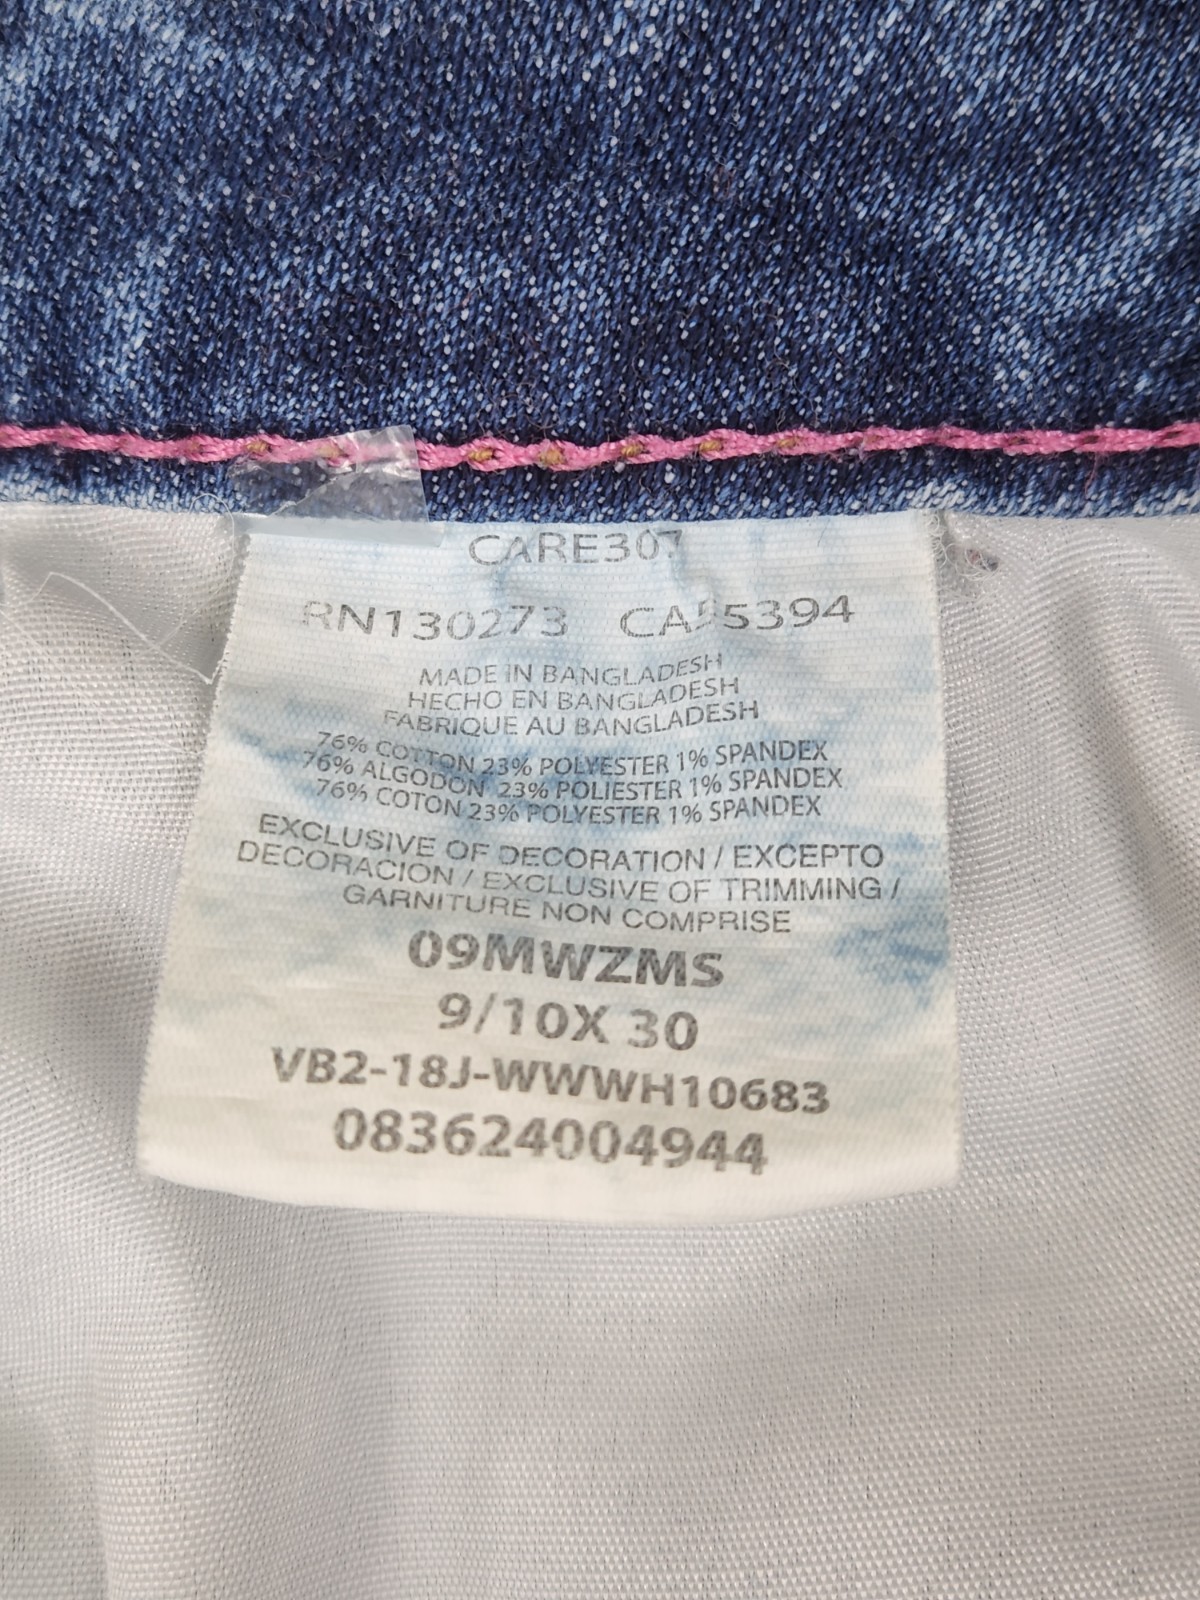 CARE307
RN130273 CA55394
MADE IN BANGLADESH
HECHO EN BANGLADESH
FABRIQUE AU BANGLADESH
76% COTTON 23% POLYESTER 1% SPANDEX
76% ALGODON 23% POLIESTER 1% SPANDEX
76% COTON 23% POLYESTER 1% SPANDEX
EXCLUSIVE OF DECORATION / EXCEPTO
DECORACION / EXCLUSIVE OF TRIMMING /
GARNITURE NON COMPRISE
09MWZMS
9/10X 30
VB2-18J-WWWH10683
083624004944